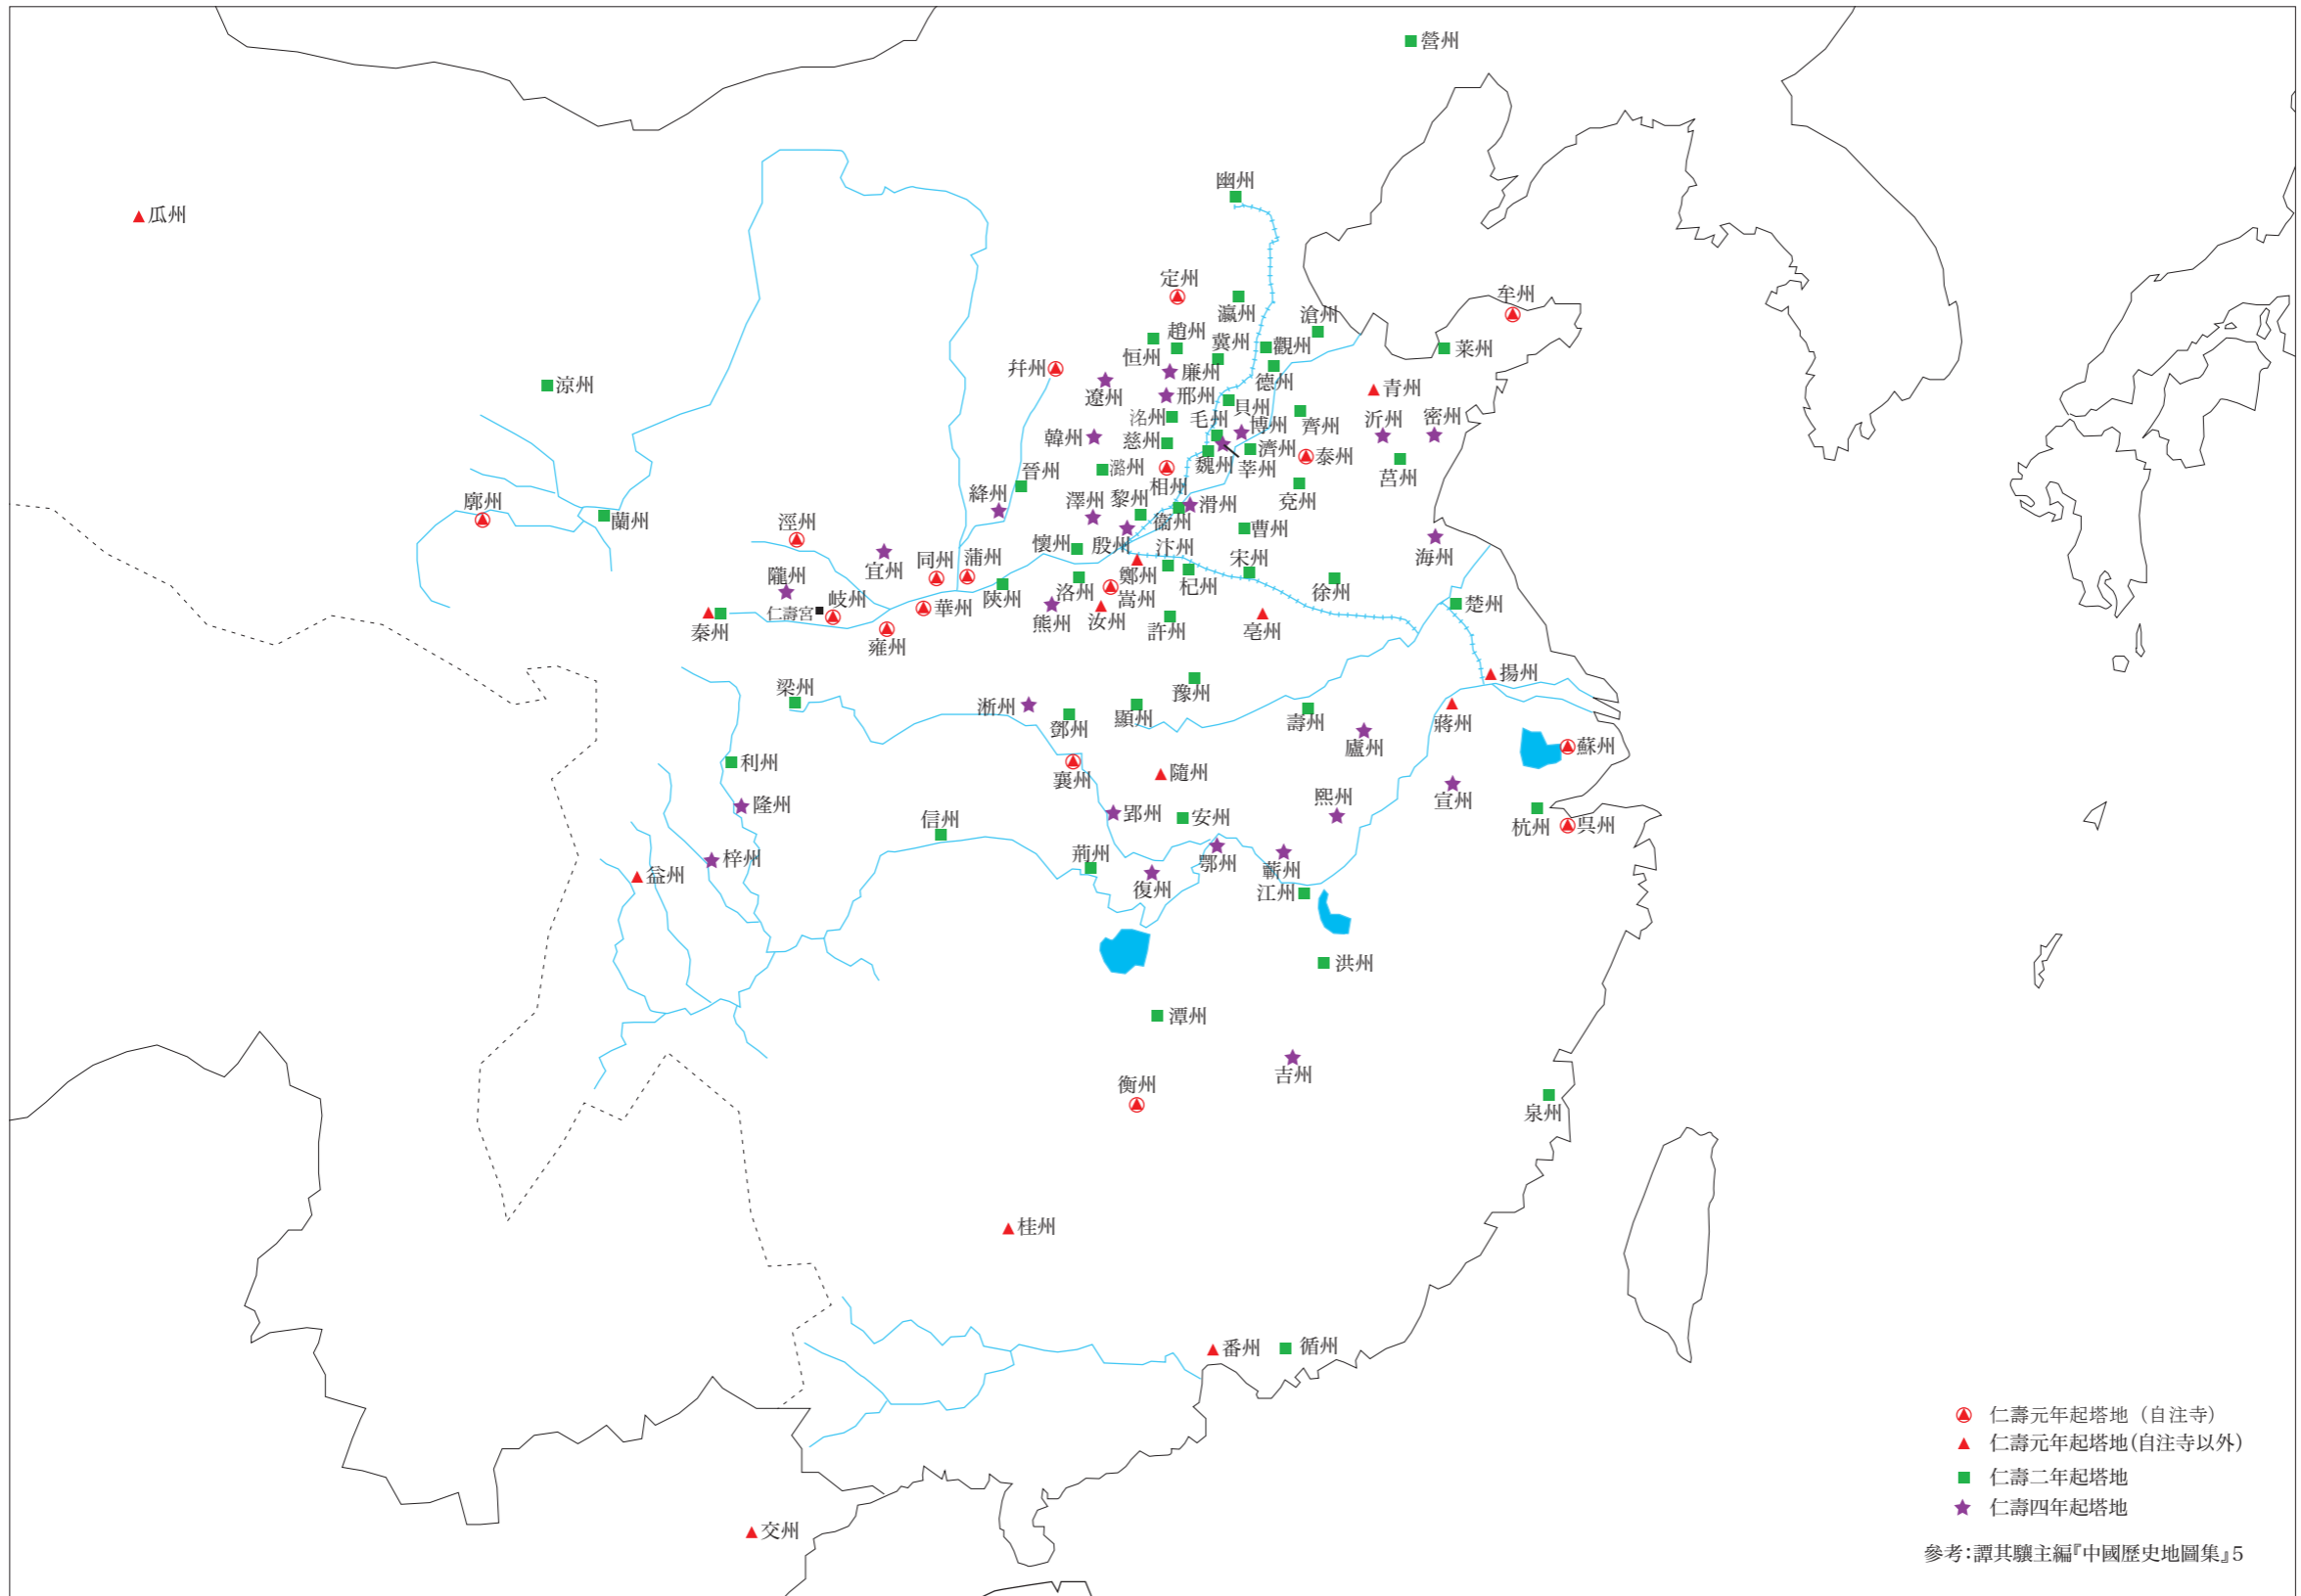 營州
幽州
瓜州
定州
牟州
瀛州
滄州
趙州
冀州
觀州
恒州
莱州
幷州
廉州
德州
涼州
遼州
邢州
青州
貝州
洺州
毛州
博州
齊州
沂州
密州
韓州
慈州
濟州
泰州
潞州
魏州
莘州
莒州
晉州
相州
兗州
廓州
絳州
澤州
黎州
滑州
蘭州
涇州
衞州
曹州
懷州
殷州
汴州
海州
宜州
同州
蒲州
宋州
隴州
鄭州
杞州
洛州
嵩州
徐州
仁壽宮
岐州
華州
陝州
楚州
秦州
雍州
熊州
汝州
許州
亳州
揚州
梁州
豫州
淅州
顯州
鄧州
壽州
蔣州
廬州
蘇州
利州
襄州
隨州
隆州
郢州
熙州
宣州
信州
安州
杭州
呉州
梓州
荊州
鄂州
蘄州
益州
復州
江州
洪州
潭州
吉州
衡州
泉州
桂州
番州
循州
交州
仁壽元年起塔地（自注寺）
仁壽元年起塔地(自注寺以外)
仁壽二年起塔地
仁壽四年起塔地
參考：譚其驤主編『中國歷史地圖集』5